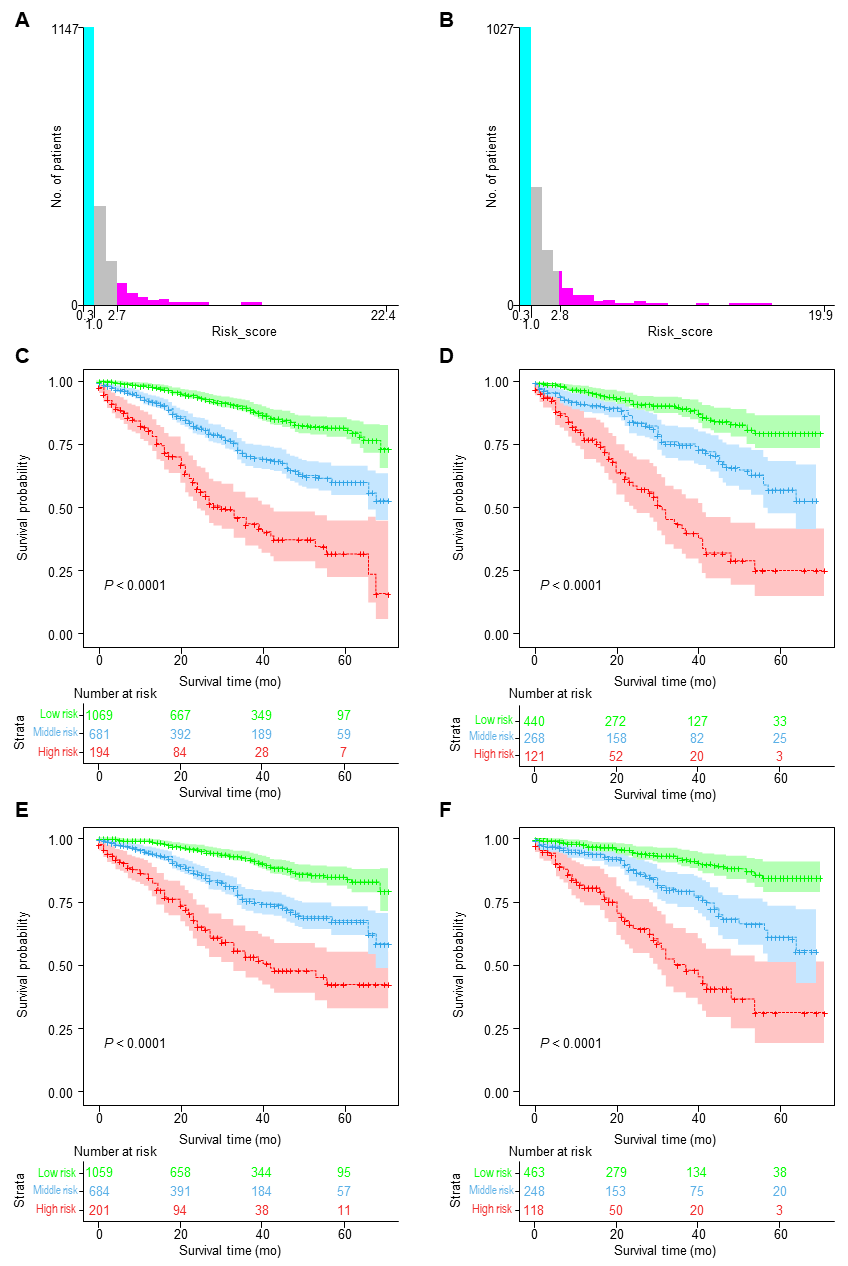 A
1147
No. of patients
0
0.3
1.0
2.7
22.4
Risk_score
B
1027
No. of patients
0
0.3
1.0
2.8
19.9
Risk_score
C
1.00
0.75
0.50
0.25
0.00
Survival probability
P < 0.0001
0 20 40 60
Survival time (mo)
Number at risk
Strata
Low risk 1069 667 349 97
Middle risk 681 392 189 59
High risk 194 84 28 7
0 20 40 60
Survival time (mo)
D
1.00
0.75
0.50
0.25
0.00
Survival probability
P < 0.0001
0 20 40 60
Survival time (mo)
Number at risk
Strata
Low risk 440 272 127 33
Middle risk 268 158 82 25
High risk 121 52 20 3
0 20 40 60
Survival time (mo)
E
1.00
0.75
0.50
0.25
0.00
Survival probability
P < 0.0001
0 20 40 60
Survival time (mo)
Number at risk
Strata
Low risk 1059 658 344 95
Middle risk 684 391 184 57
High risk 201 94 38 11
0 20 40 60
Survival time (mo)
F
1.00
0.75
0.50
0.25
0.00
Survival probability
P < 0.0001
0 20 40 60
Survival time (mo)
Number at risk
Strata
Low risk 463 279 134 38
Middle risk 248 153 75 20
High risk 118 50 20 3
0 20 40 60
Survival time (mo)